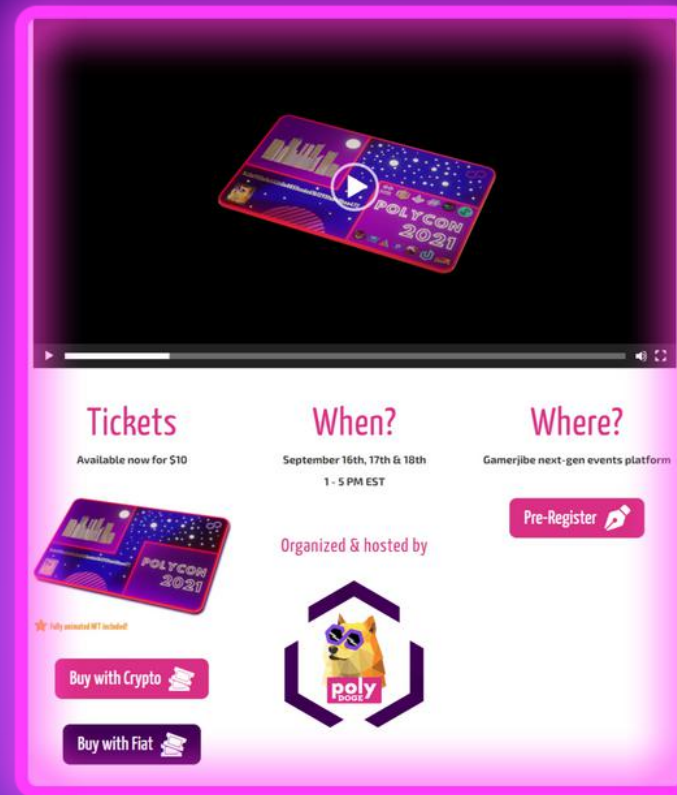 POLYCON
2021
Tickets
Available now for $10
POLYCON
2021
Fully animated NFT included!
Buy with Crypto
Buy with Fiat
When?
September 16th, 17th & 18th
1 - 5 PM EST
Organized & hosted by
poly
DOGE
Where?
Gamerjibe next-gen events platform
Pre-Register